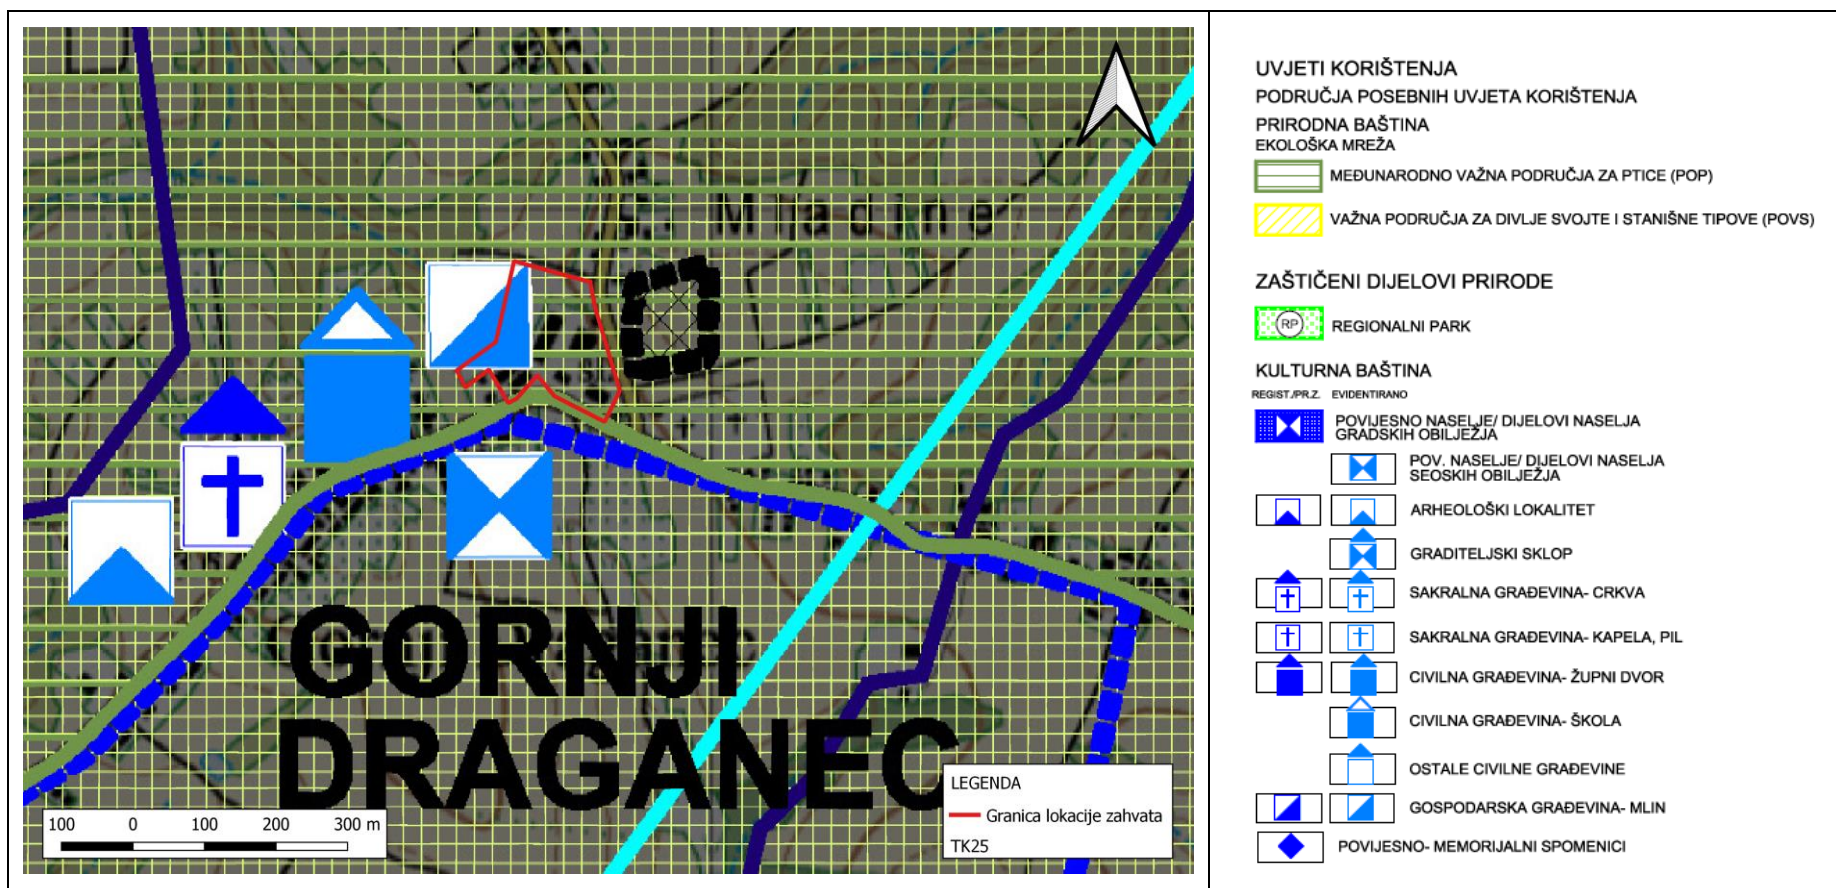 Mladine
GORNJI
DRAGANEC
100 0 100 200 300 m
LEGENDA
Granica lokacije zahvata
TK25
UVJETI KORIŠTENJA
PODRUČJA POSEBNIH UVJETA KORIŠTENJA
PRIRODNA BAŠTINA
EKOLOŠKA MREŽA
MEĐUNARODNO VAŽNA PODRUČJA ZA PTICE (POP)
VAŽNA PODRUČJA ZA DIVLJE SVOJTE I STANIŠNE TIPOVE (POVS)
ZAŠTIČENI DIJELOVI PRIRODE
RP REGIONALNI PARK
KULTURNA BAŠTINA
REGIST./PR.Z. EVIDENTIRANO
POVIJESNO NASELJE/ DIJELOVI NASELJA
GRADSKIH OBILJEŽJA
POV. NASELJE/ DIJELOVI NASELJA
SEOSKIH OBILJEŽJA
ARHEOLOŠKI LOKALITET
GRADITELJSKI SKLOP
SAKRALNA GRAĐEVINA- CRKVA
SAKRALNA GRAĐEVINA- KAPELA, PIL
CIVILNA GRAĐEVINA- ŽUPNI DVOR
CIVILNA GRAĐEVINA- ŠKOLA
OSTALE CIVILNE GRAĐEVINE
GOSPODARSKA GRAĐEVINA- MLIN
POVIJESNO- MEMORIJALNI SPOMENICI